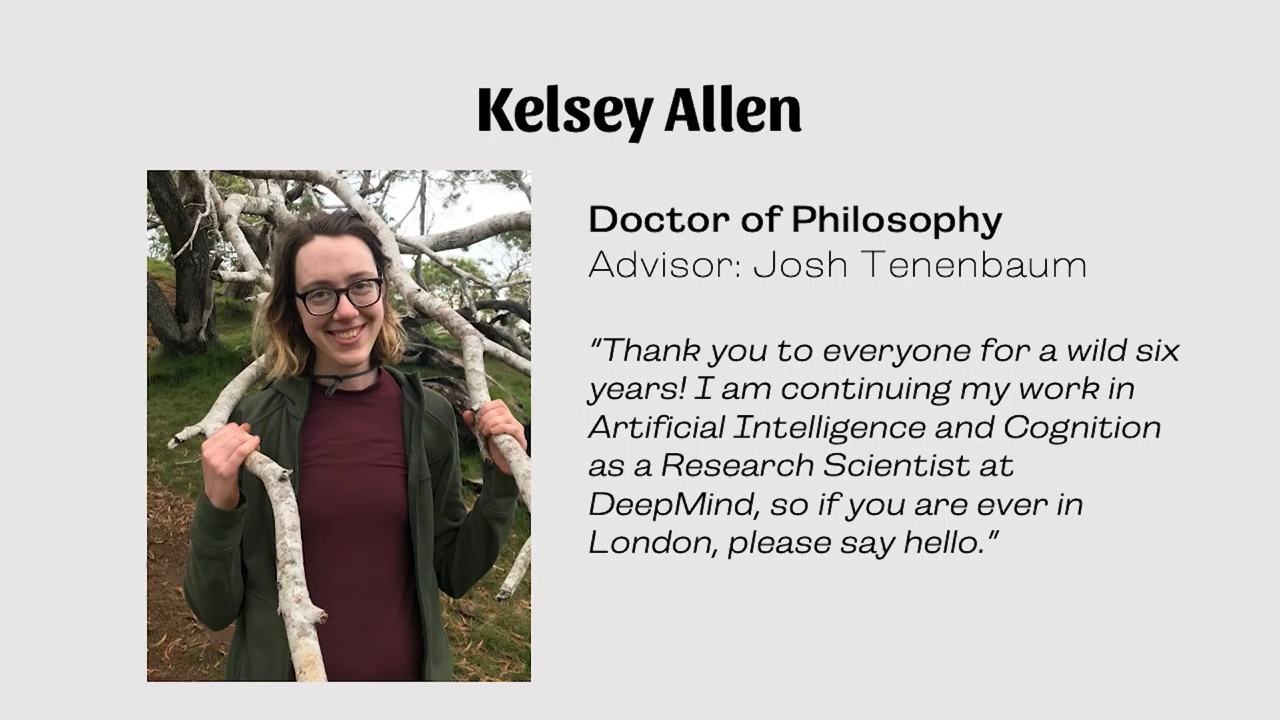 Kelsey Allen
Doctor of Philosophy
Advisor: Josh Tenenbaum
“Thank you to everyone for a wild six
years! I am continuing my work in
Artificial Intelligence and Cognition
as a Research Scientist at
DeepMind, so if you are ever in
London, please say hello.”